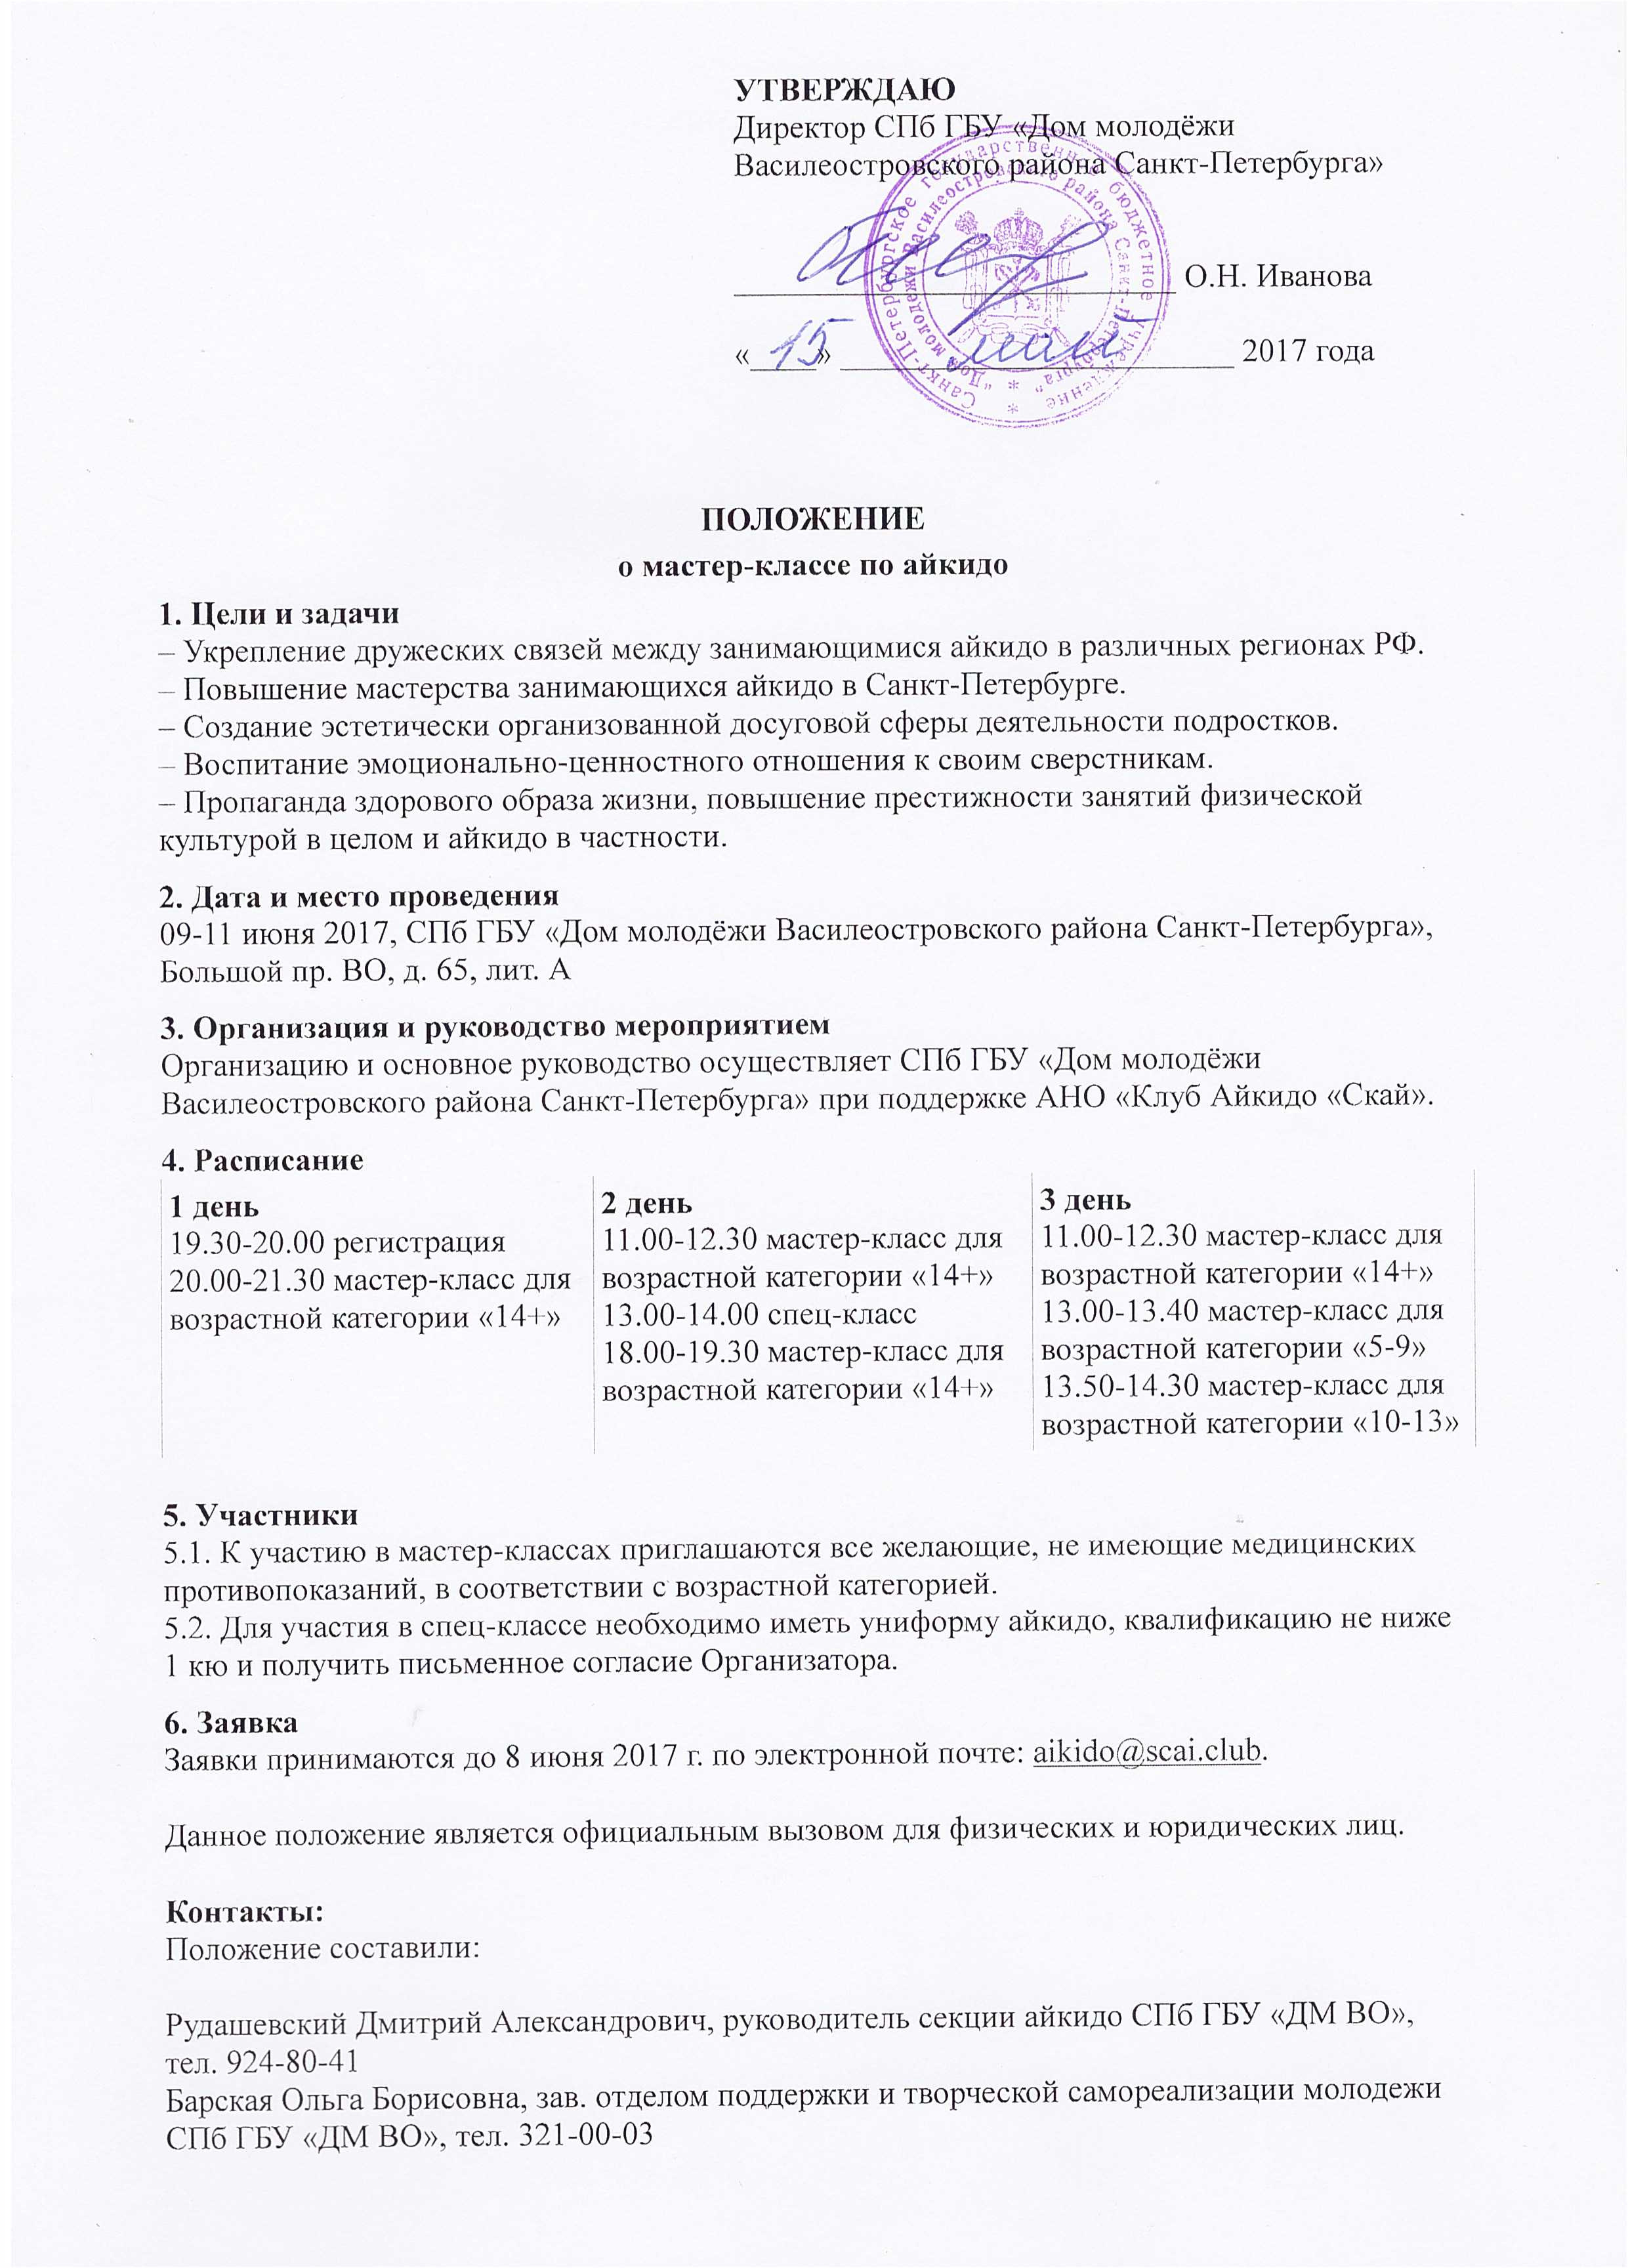 УТВЕРЖДАЮ
Директор СПб ГБУ «Дом молодёжи
Василеостровского района Санкт-Петербурга»
Санкт-Петербургское государственное бюджетное учреждение
"Дом молодежи Василеостровского района Санкт-Петербурга"
О.Н. Иванова
«15» мая 2017 года
ПОЛОЖЕНИЕ
о мастер-классе по айкидо
1. Цели и задачи
– Укрепление дружеских связей между занимающимися айкидо в различных регионах РФ.
– Повышение мастерства занимающихся айкидо в Санкт-Петербурге.
– Создание эстетически организованной досуговой сферы деятельности подростков.
– Воспитание эмоционально-ценностного отношения к своим сверстникам.
– Пропаганда здорового образа жизни, повышение престижности занятий физической
культурой в целом и айкидо в частности.
2. Дата и место проведения
09-11 июня 2017, СПб ГБУ «Дом молодёжи Василеостровского района Санкт-Петербурга»,
Большой пр. ВО, д. 65, лит. А
3. Организация и руководство мероприятием
Организацию и основное руководство осуществляет СПб ГБУ «Дом молодёжи
Василеостровского района Санкт-Петербурга» при поддержке АНО «Клуб Айкидо «Скай».
4. Расписание
1 день
19.30-20.00 регистрация
20.00-21.30 мастер-класс для
возрастной категории «14+»
2 день
11.00-12.30 мастер-класс для
возрастной категории «14+»
13.00-14.00 спец-класс
18.00-19.30 мастер-класс для
возрастной категории «14+»
3 день
11.00-12.30 мастер-класс для
возрастной категории «14+»
13.00-13.40 мастер-класс для
возрастной категории «5-9»
13.50-14.30 мастер-класс для
возрастной категории «10-13»
5. Участники
5.1. К участию в мастер-классах приглашаются все желающие, не имеющие медицинских
противопоказаний, в соответствии с возрастной категорией.
5.2. Для участия в спец-классе необходимо иметь униформу айкидо, квалификацию не ниже
1 кю и получить письменное согласие Организатора.
6. Заявка
Заявки принимаются до 8 июня 2017 г. по электронной почте: aikido@scai.club.
Данное положение является официальным вызовом для физических и юридических лиц.
Контакты:
Положение составили:
Рудашевский Дмитрий Александрович, руководитель секции айкидо СПб ГБУ «ДМ ВО»,
тел. 924-80-41
Барская Ольга Борисовна, зав. отделом поддержки и творческой самореализации молодежи
СПб ГБУ «ДМ ВО», тел. 321-00-03